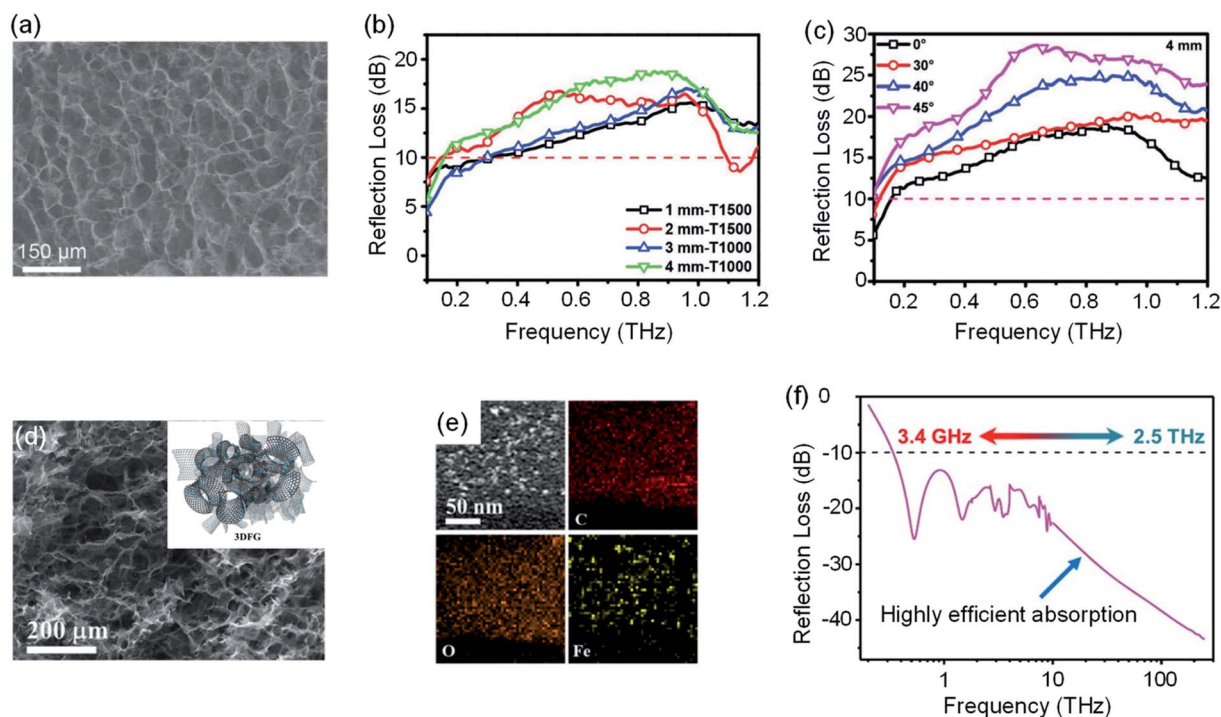 (a)
150 μm
(b)
Reflection Loss (dB)
20
15
10
5
0
1 mm-T1500
2 mm-T1500
3 mm-T1000
4 mm-T1000
0.2 0.4 0.6 0.8 1.0 1.2
Frequency (THz)
(c)
Reflection Loss (dB)
30
25
20
15
10
5
0°
30°
40°
45°
4 mm
0.2 0.4 0.6 0.8 1.0 1.2
Frequency (THz)
(d)
3DFG
200 μm
(e)
50 nm
C
O
Fe
(f)
Reflection Loss (dB)
0
-10
-20
-30
-40
3.4 GHz
2.5 THz
Highly efficient absorption
1 10 100
Frequency (THz)